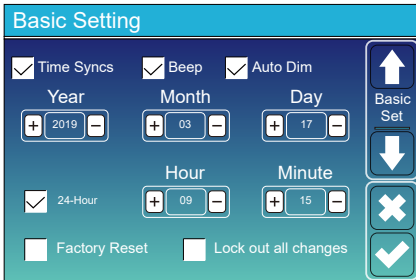 Basic Setting
Time Syncs Beep Auto Dim
Year Month Day
+ 2019 − + 03 − + 17 −
Basic
Set
Hour Minute
24-Hour + 09 − + 15 −
Factory Reset Lock out all changes